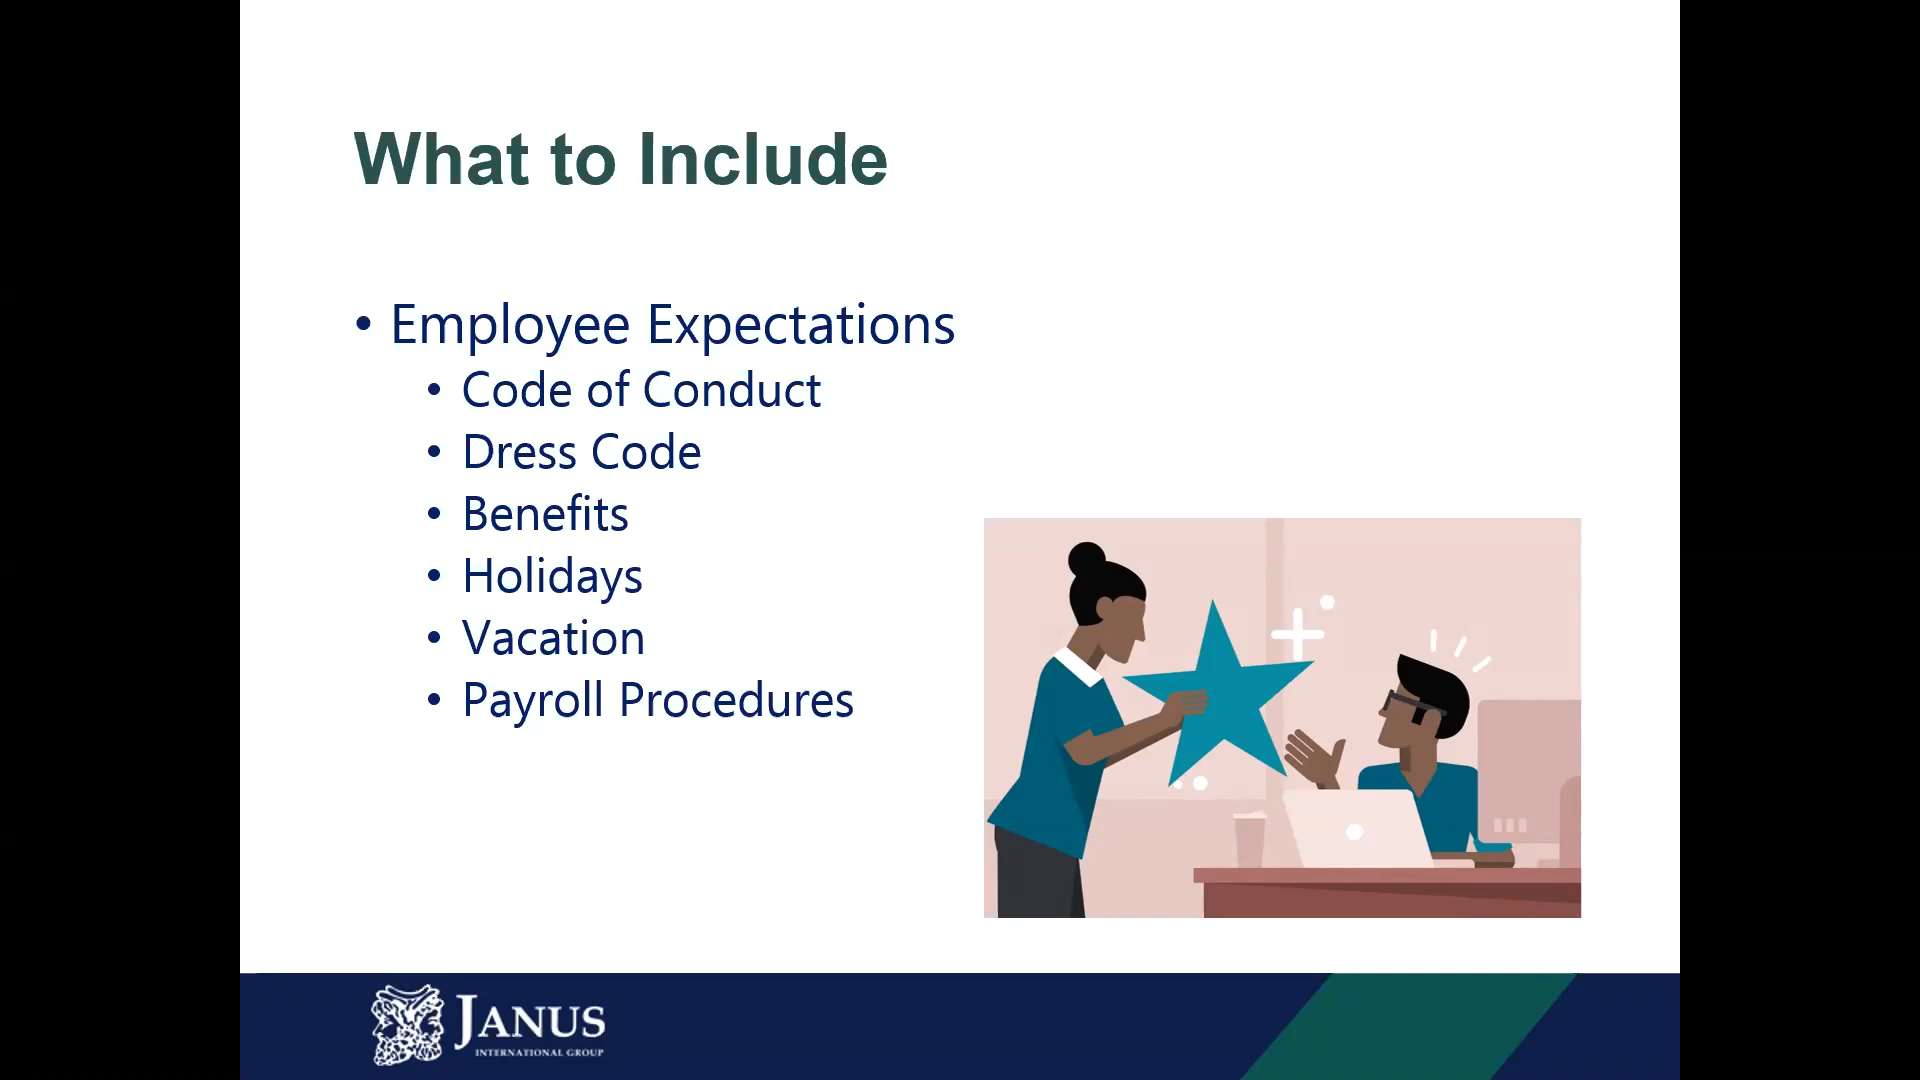 What to Include
• Employee Expectations
• Code of Conduct
• Dress Code
• Benefits
• Holidays
• Vacation
• Payroll Procedures
JANUS
INTERNATIONAL GROUP